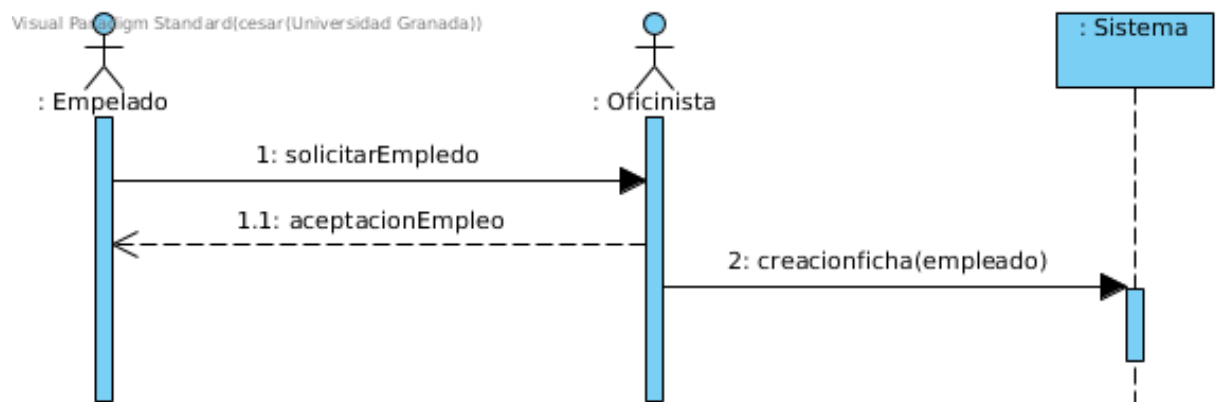 Visual Paradigm Standard(cesar(Universidad Granada))
: Empelado
: Oficinista
: Sistema
1: solicitarEmpledo
1.1: aceptacionEmpleo
2: creacionficha(empleado)